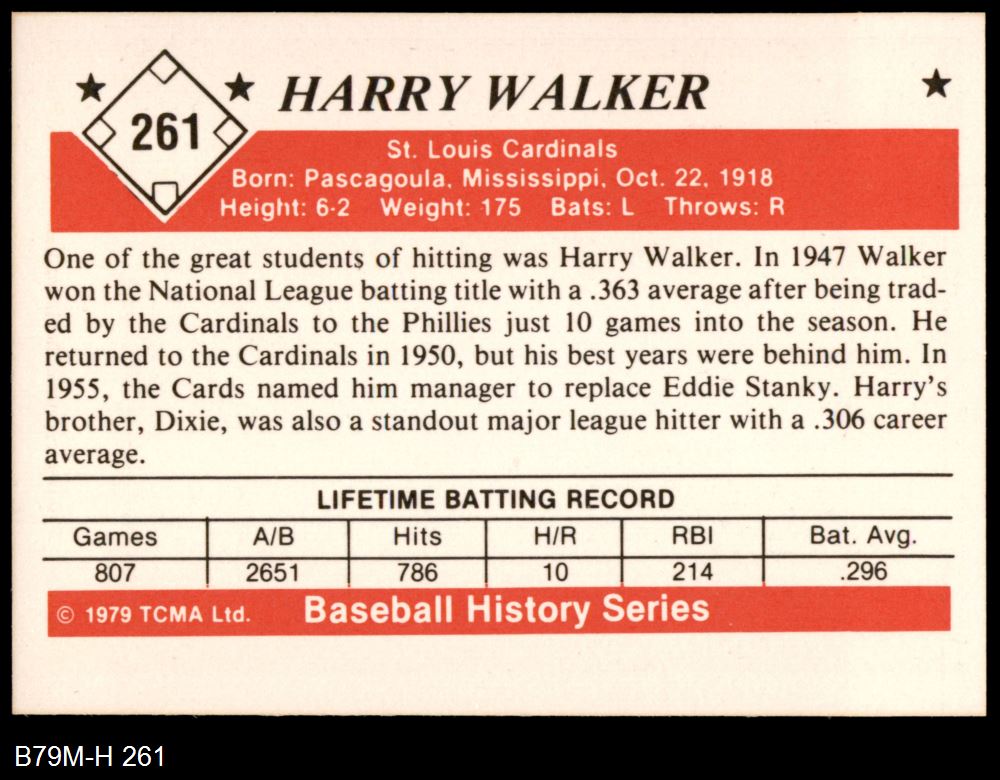 261
HARRY WALKER
St. Louis Cardinals
Born: Pascagoula, Mississippi, Oct. 22, 1918
Height: 6-2 Weight: 175 Bats: L Throws: R
One of the great students of hitting was Harry Walker. In 1947 Walker
won the National League batting title with a .363 average after being trad-
ed by the Cardinals to the Phillies just 10 games into the season. He
returned to the Cardinals in 1950, but his best years were behind him. In
1955, the Cards named him manager to replace Eddie Stanky. Harry's
brother, Dixie, was also a standout major league hitter with a .306 career
average.
LIFETIME BATTING RECORD
Games A/B Hits H/R RBI Bat. Avg.
807 2651 786 10 214 .296
© 1979 TCMA Ltd. Baseball History Series
B79M-H 261